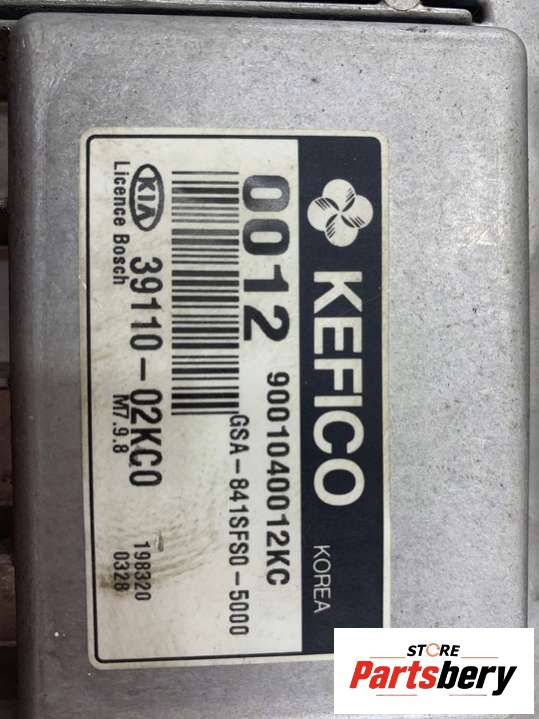 KEFICO KOREA
0012 9001040012KC
GSA-841SFS0-5000
KIA 39110-02KC0 198320
Licence Bosch M7.9.8 0328
STORE
Partsbery